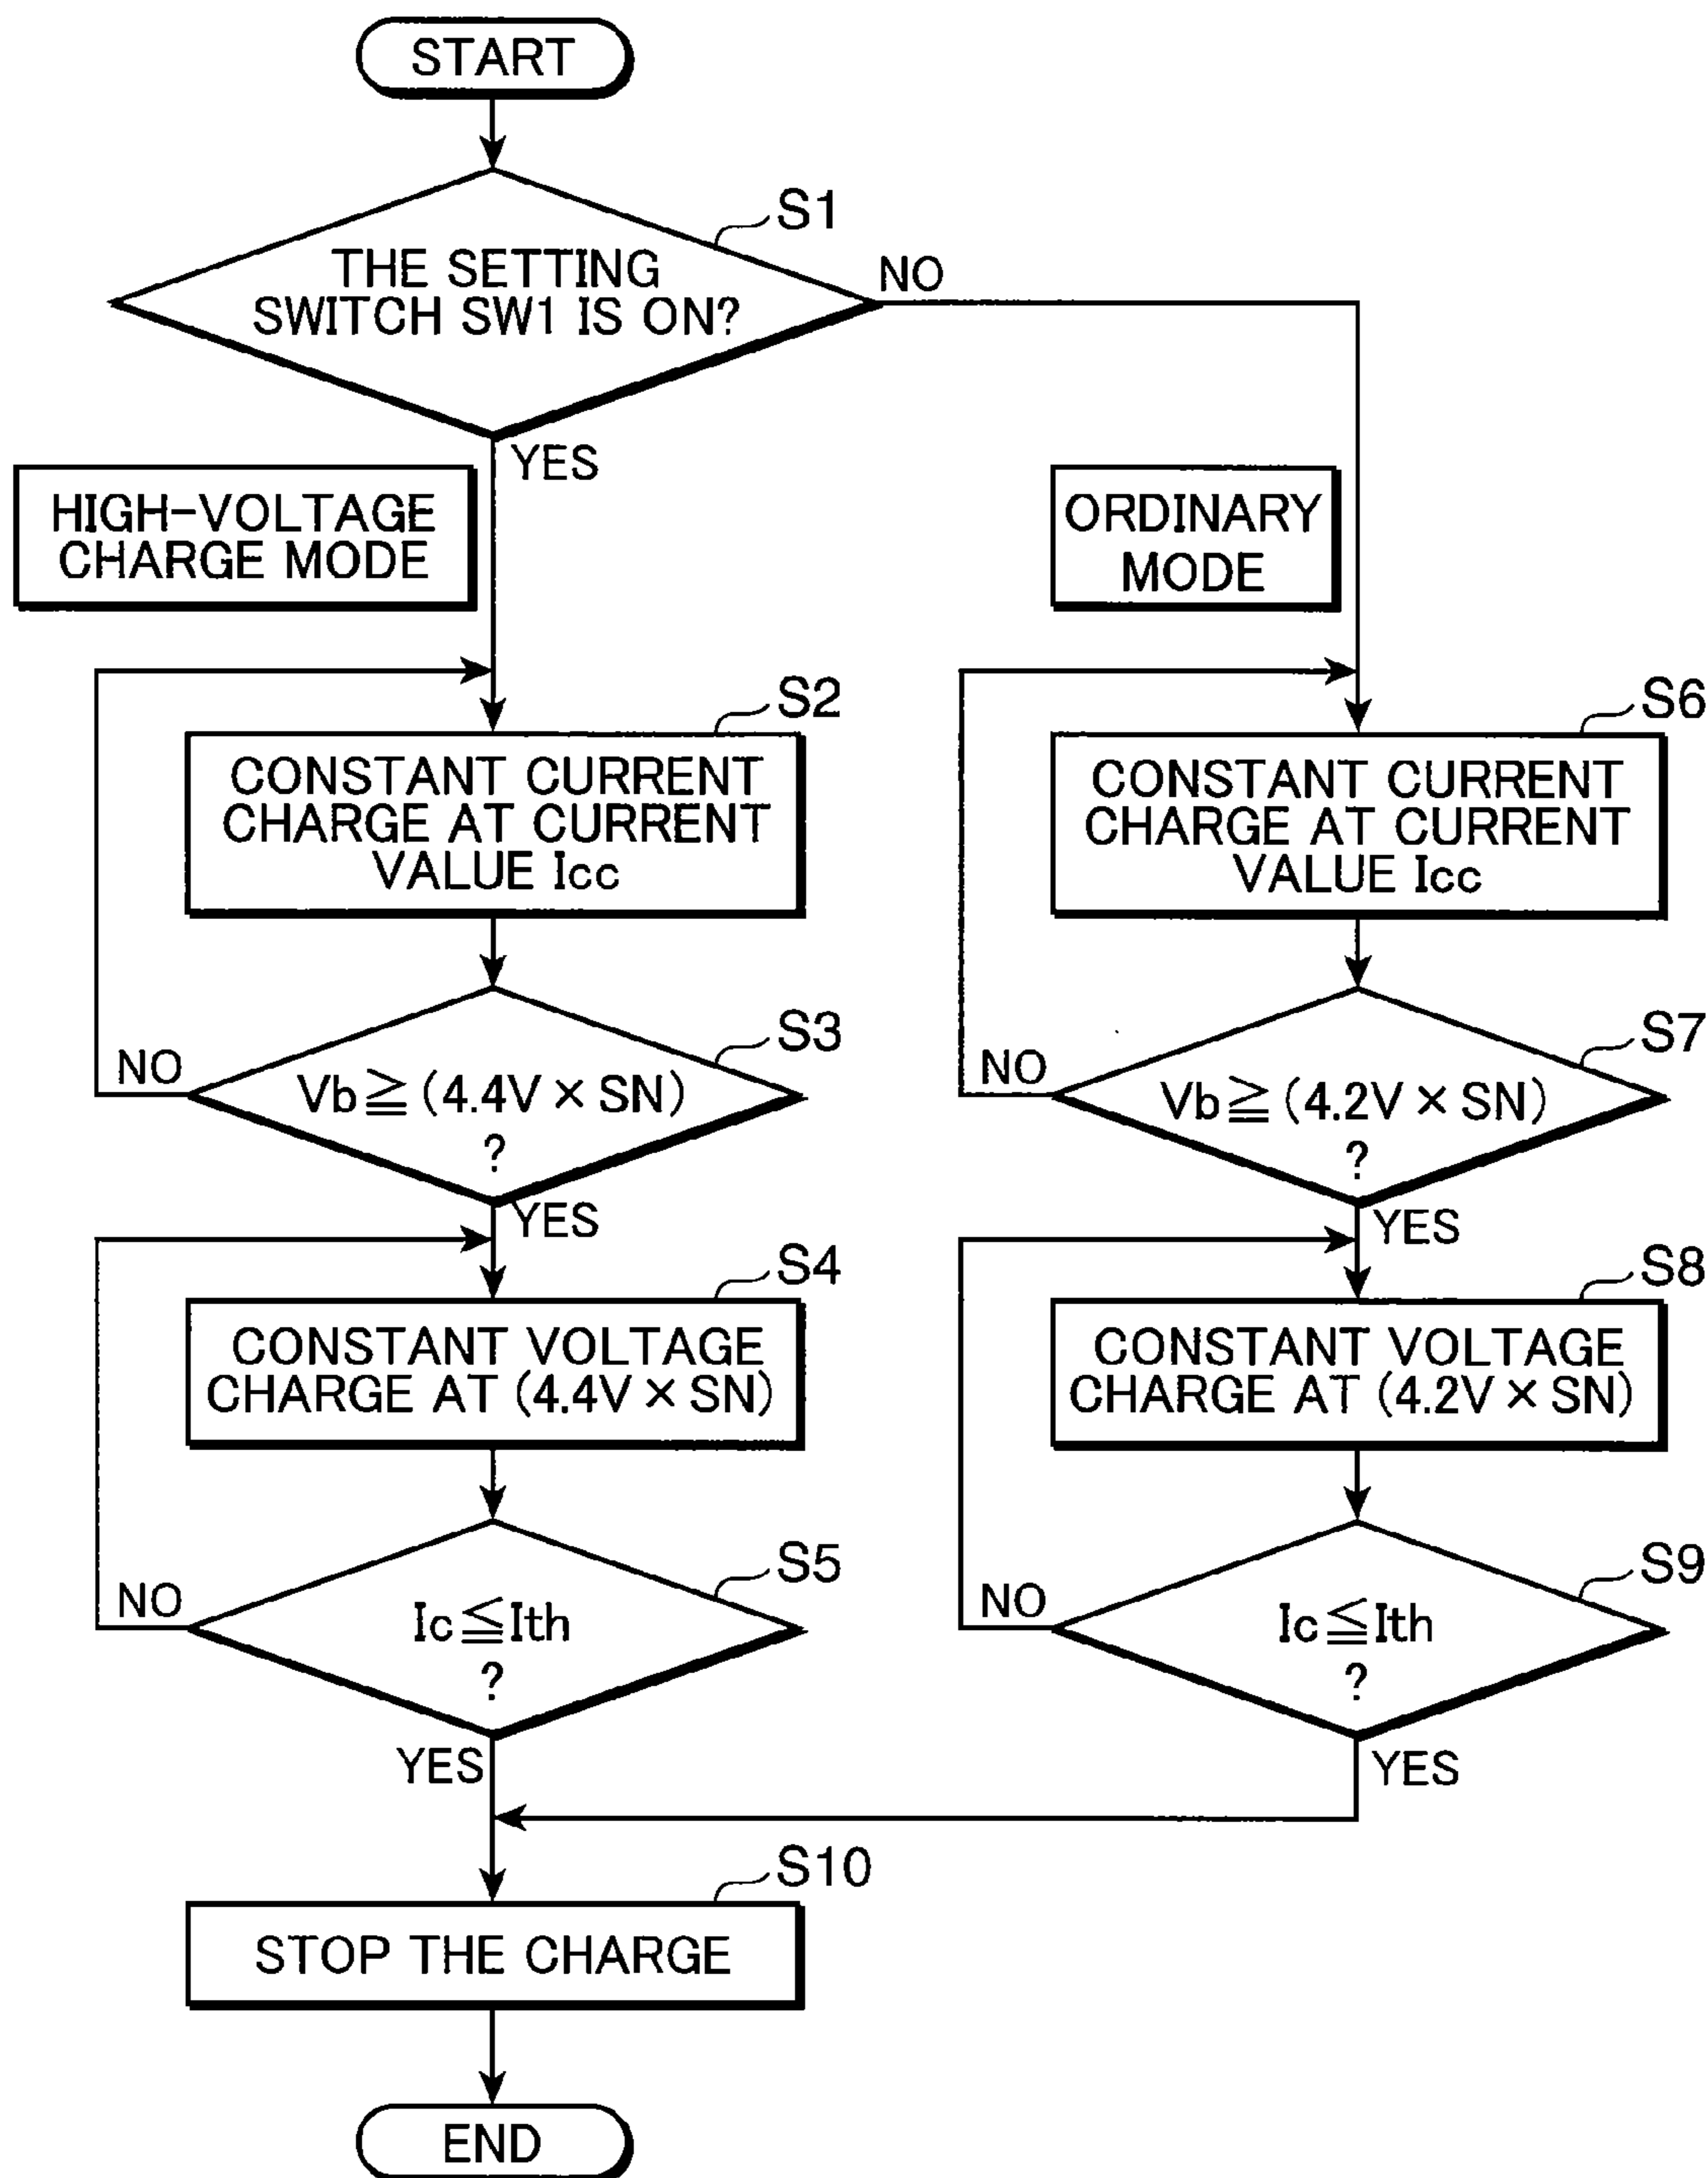 START
S1
THE SETTING
SWITCH SW1 IS ON?
NO
YES
HIGH-VOLTAGE
CHARGE MODE
ORDINARY
MODE
S2
CONSTANT CURRENT
CHARGE AT CURRENT
VALUE Icc
S6
CONSTANT CURRENT
CHARGE AT CURRENT
VALUE Icc
S3
NO
Vb≧(4.4V×SN)
?
YES
S7
NO
Vb≧(4.2V×SN)
?
YES
S4
CONSTANT VOLTAGE
CHARGE AT (4.4V×SN)
S8
CONSTANT VOLTAGE
CHARGE AT (4.2V×SN)
S5
NO
Ic≦Ith
?
YES
S9
NO
Ic≦Ith
?
YES
S10
STOP THE CHARGE
END